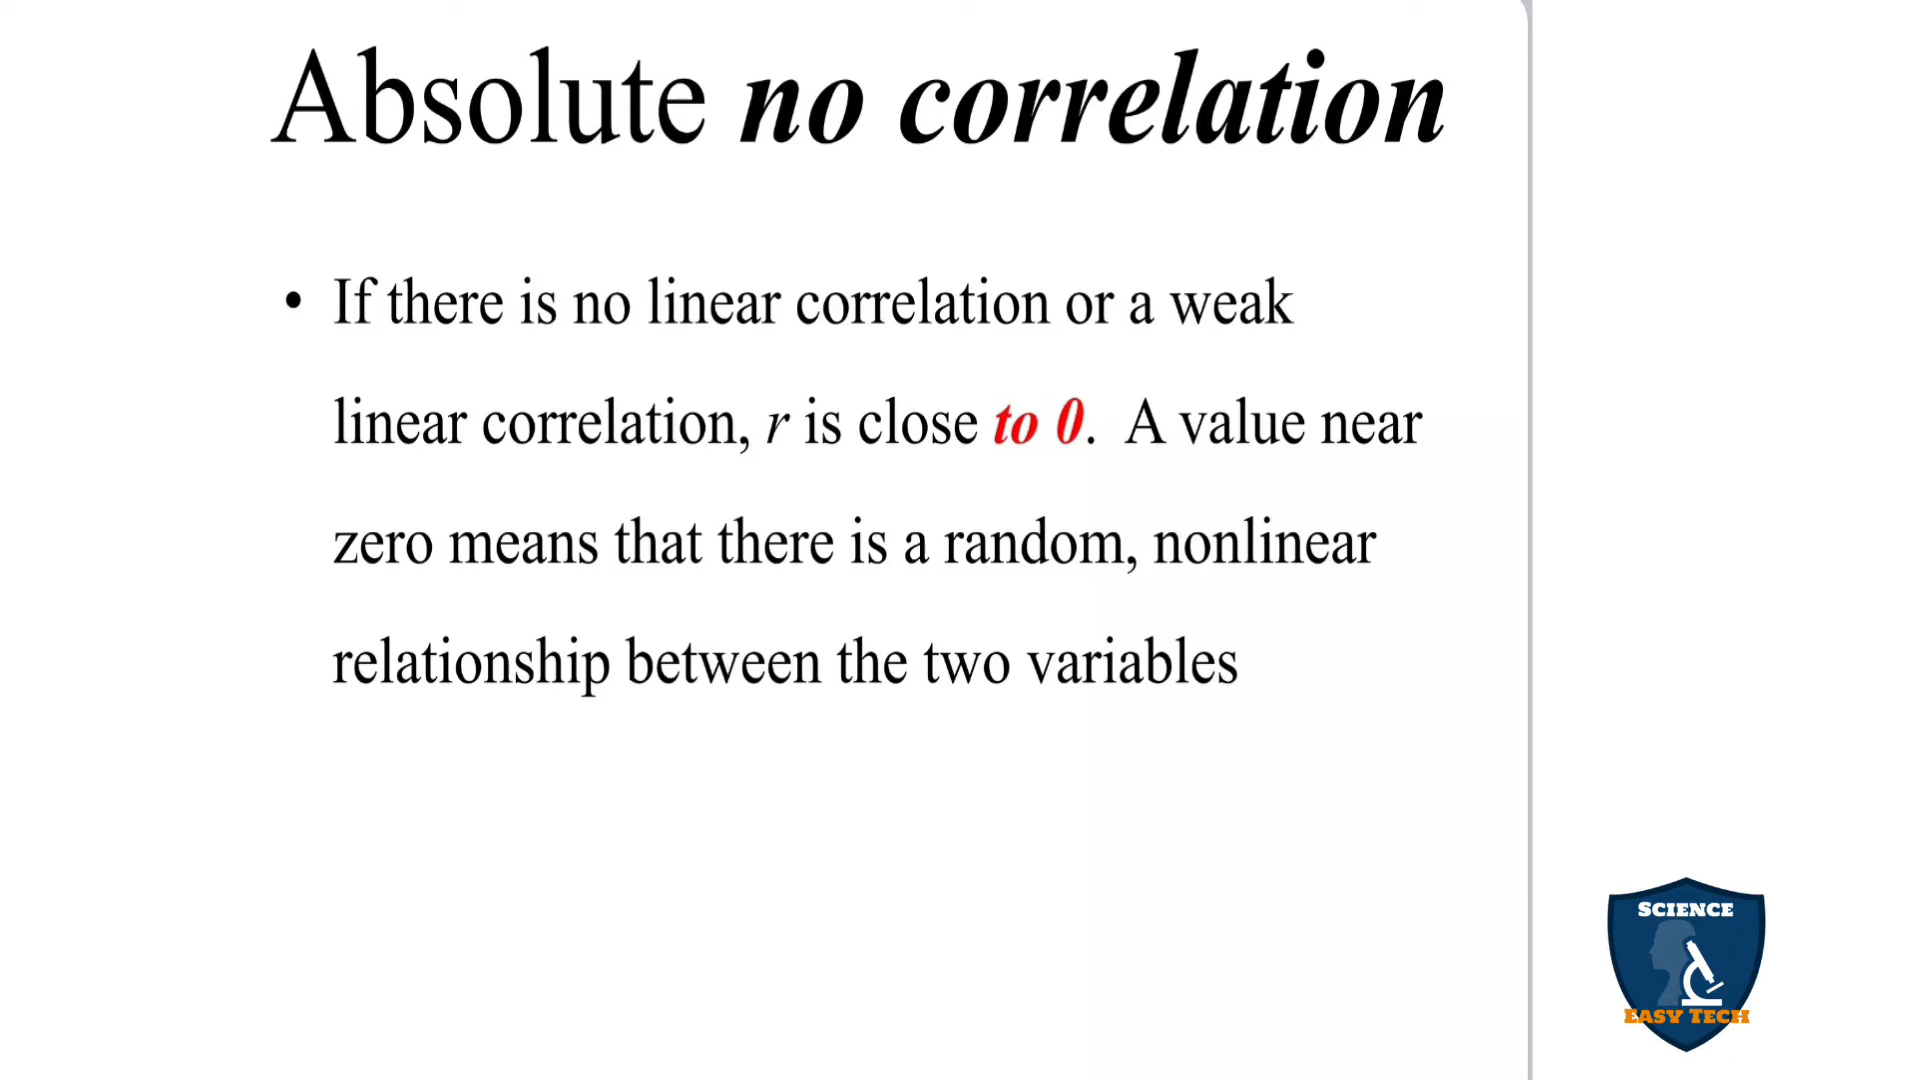 Absolute no correlation
• If there is no linear correlation or a weak
linear correlation, r is close to 0. A value near
zero means that there is a random, nonlinear
relationship between the two variables
SCIENCE
EASY TECH